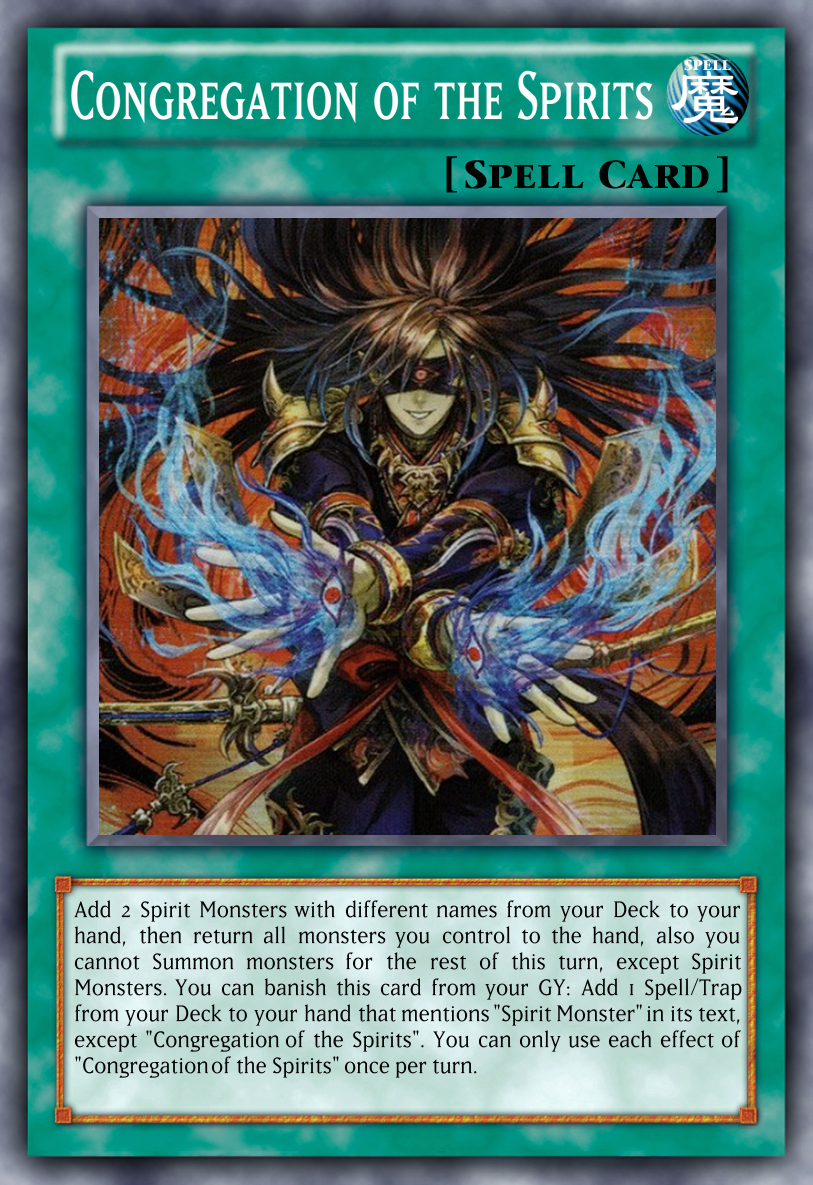 Congregation of the Spirits
SPELL
魔
[Spell Card]
Add 2 Spirit Monsters with different names from your Deck to your
hand, then return all monsters you control to the hand, also you
cannot Summon monsters for the rest of this turn, except Spirit
Monsters. You can banish this card from your GY: Add 1 Spell/Trap
from your Deck to your hand that mentions "Spirit Monster" in its text,
except "Congregation of the Spirits". You can only use each effect of
"Congregation of the Spirits" once per turn.